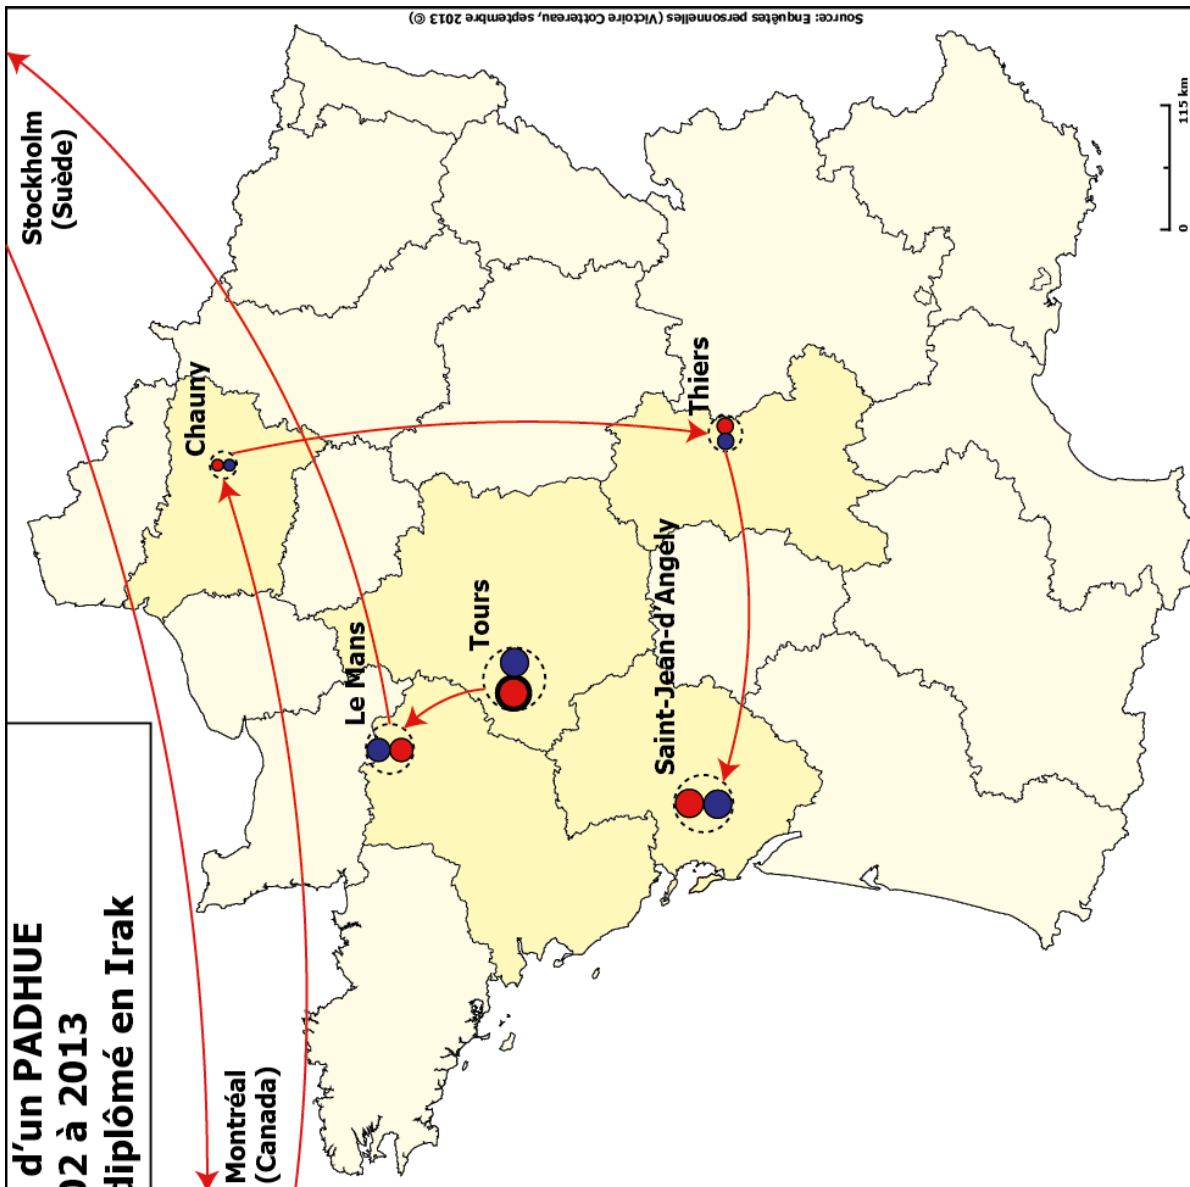 d'un PADHUE
02 à 2013
diplômé en Irak
Stockholm
(Suède)
Montréal
(Canada)
Chauny
Le Mans
Tours
Thiers
Saint-Jean-d'Angély
0 115 km
Source: Enquêtes personnelles (Victoire Cottereau, septembre 2013 ©)